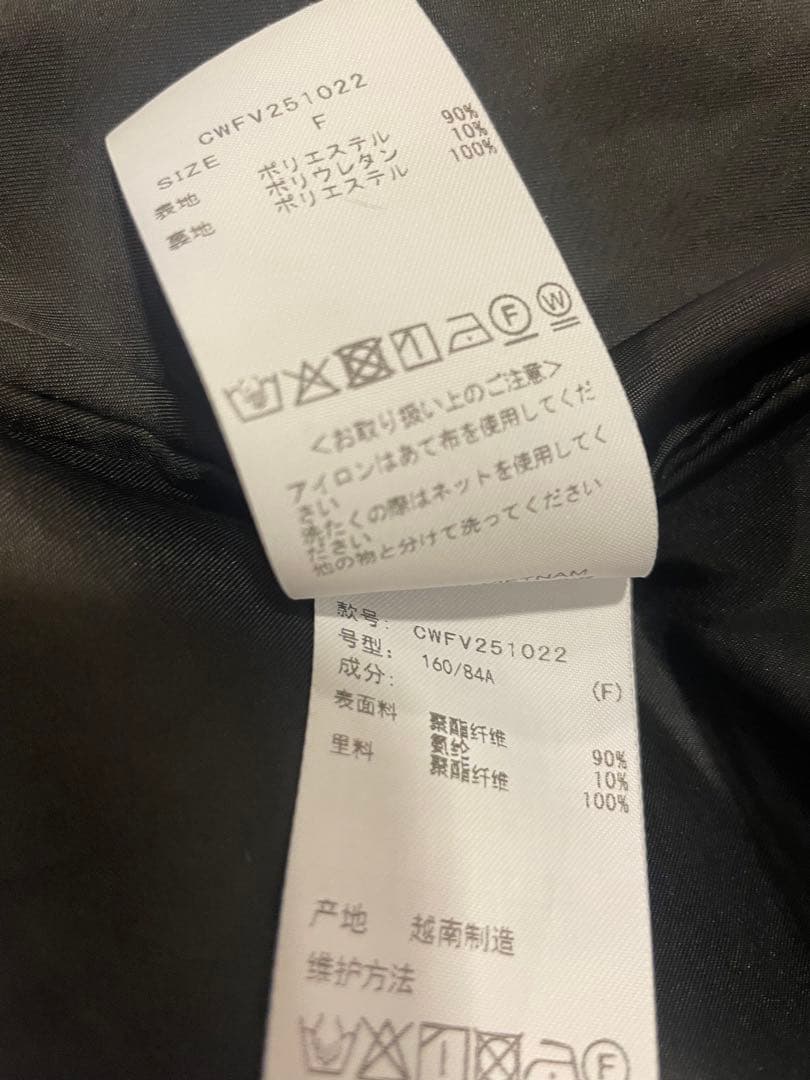 CWFV251022
SIZE F
表地 ポリエステル 90%
ポリウレタン 10%
裏地 ポリエステル 100%
F
W
<お取り扱い上のご注意>
アイロンはあて布を使用してくだ
さい
洗たくの際はネットを使用してく
ださい
他の物と分けて洗ってください
VIETNAM
款号: CWFV251022
号型: 160/84A (F)
成分:
表面料 聚酯纤维 90%
氨纶 10%
里料 聚酯纤维 100%
产地 越南制造
维护方法
F